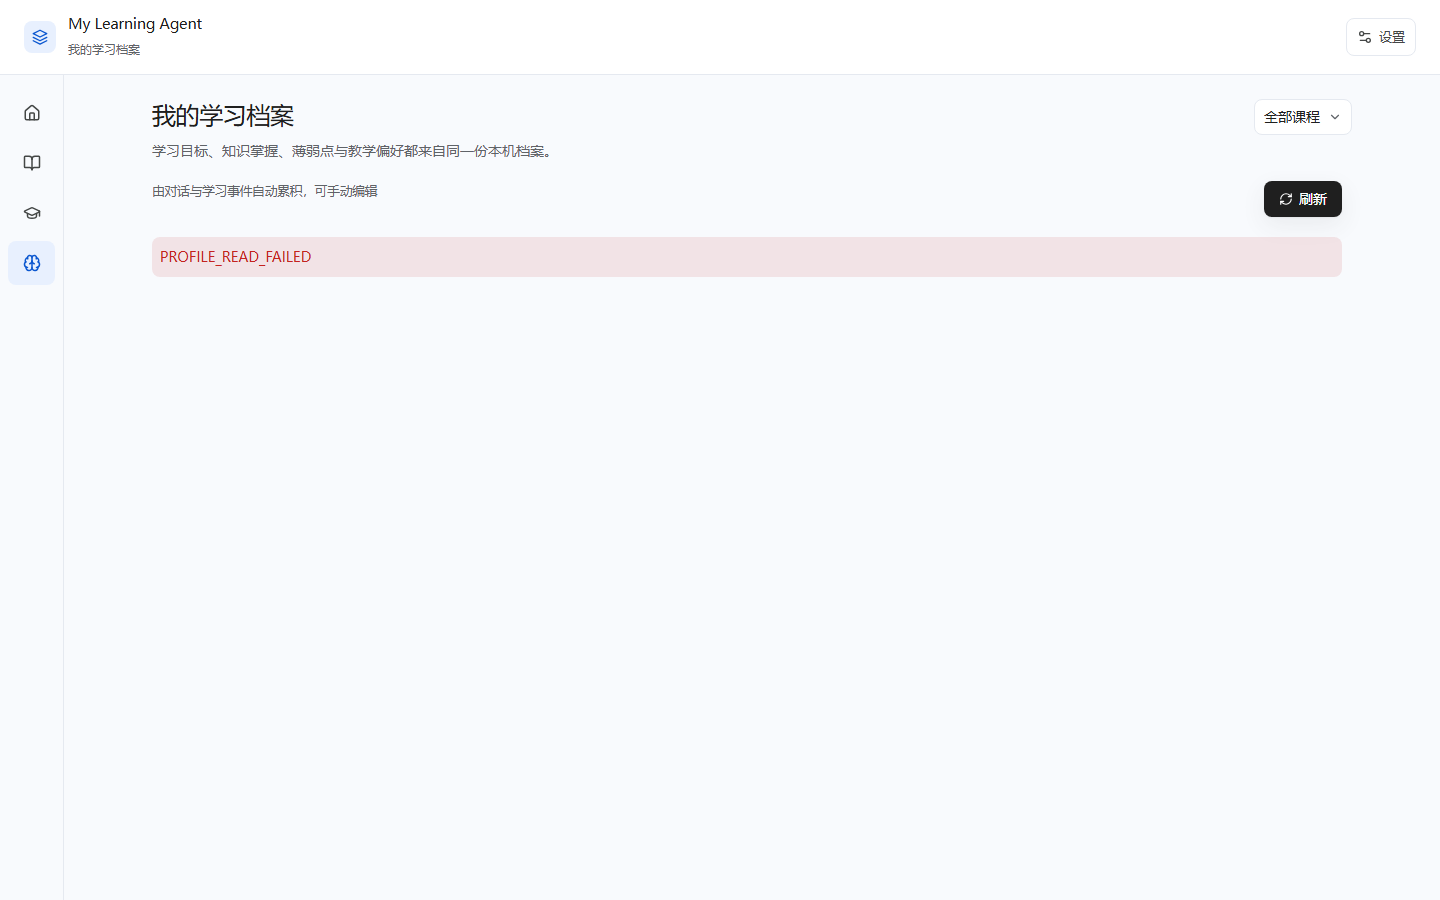 My Learning Agent
我的学习档案
设置
我的学习档案
全部课程
学习目标、知识掌握、薄弱点与教学偏好都来自同一份本机档案。
由对话与学习事件自动累积，可手动编辑
刷新
PROFILE_READ_FAILED